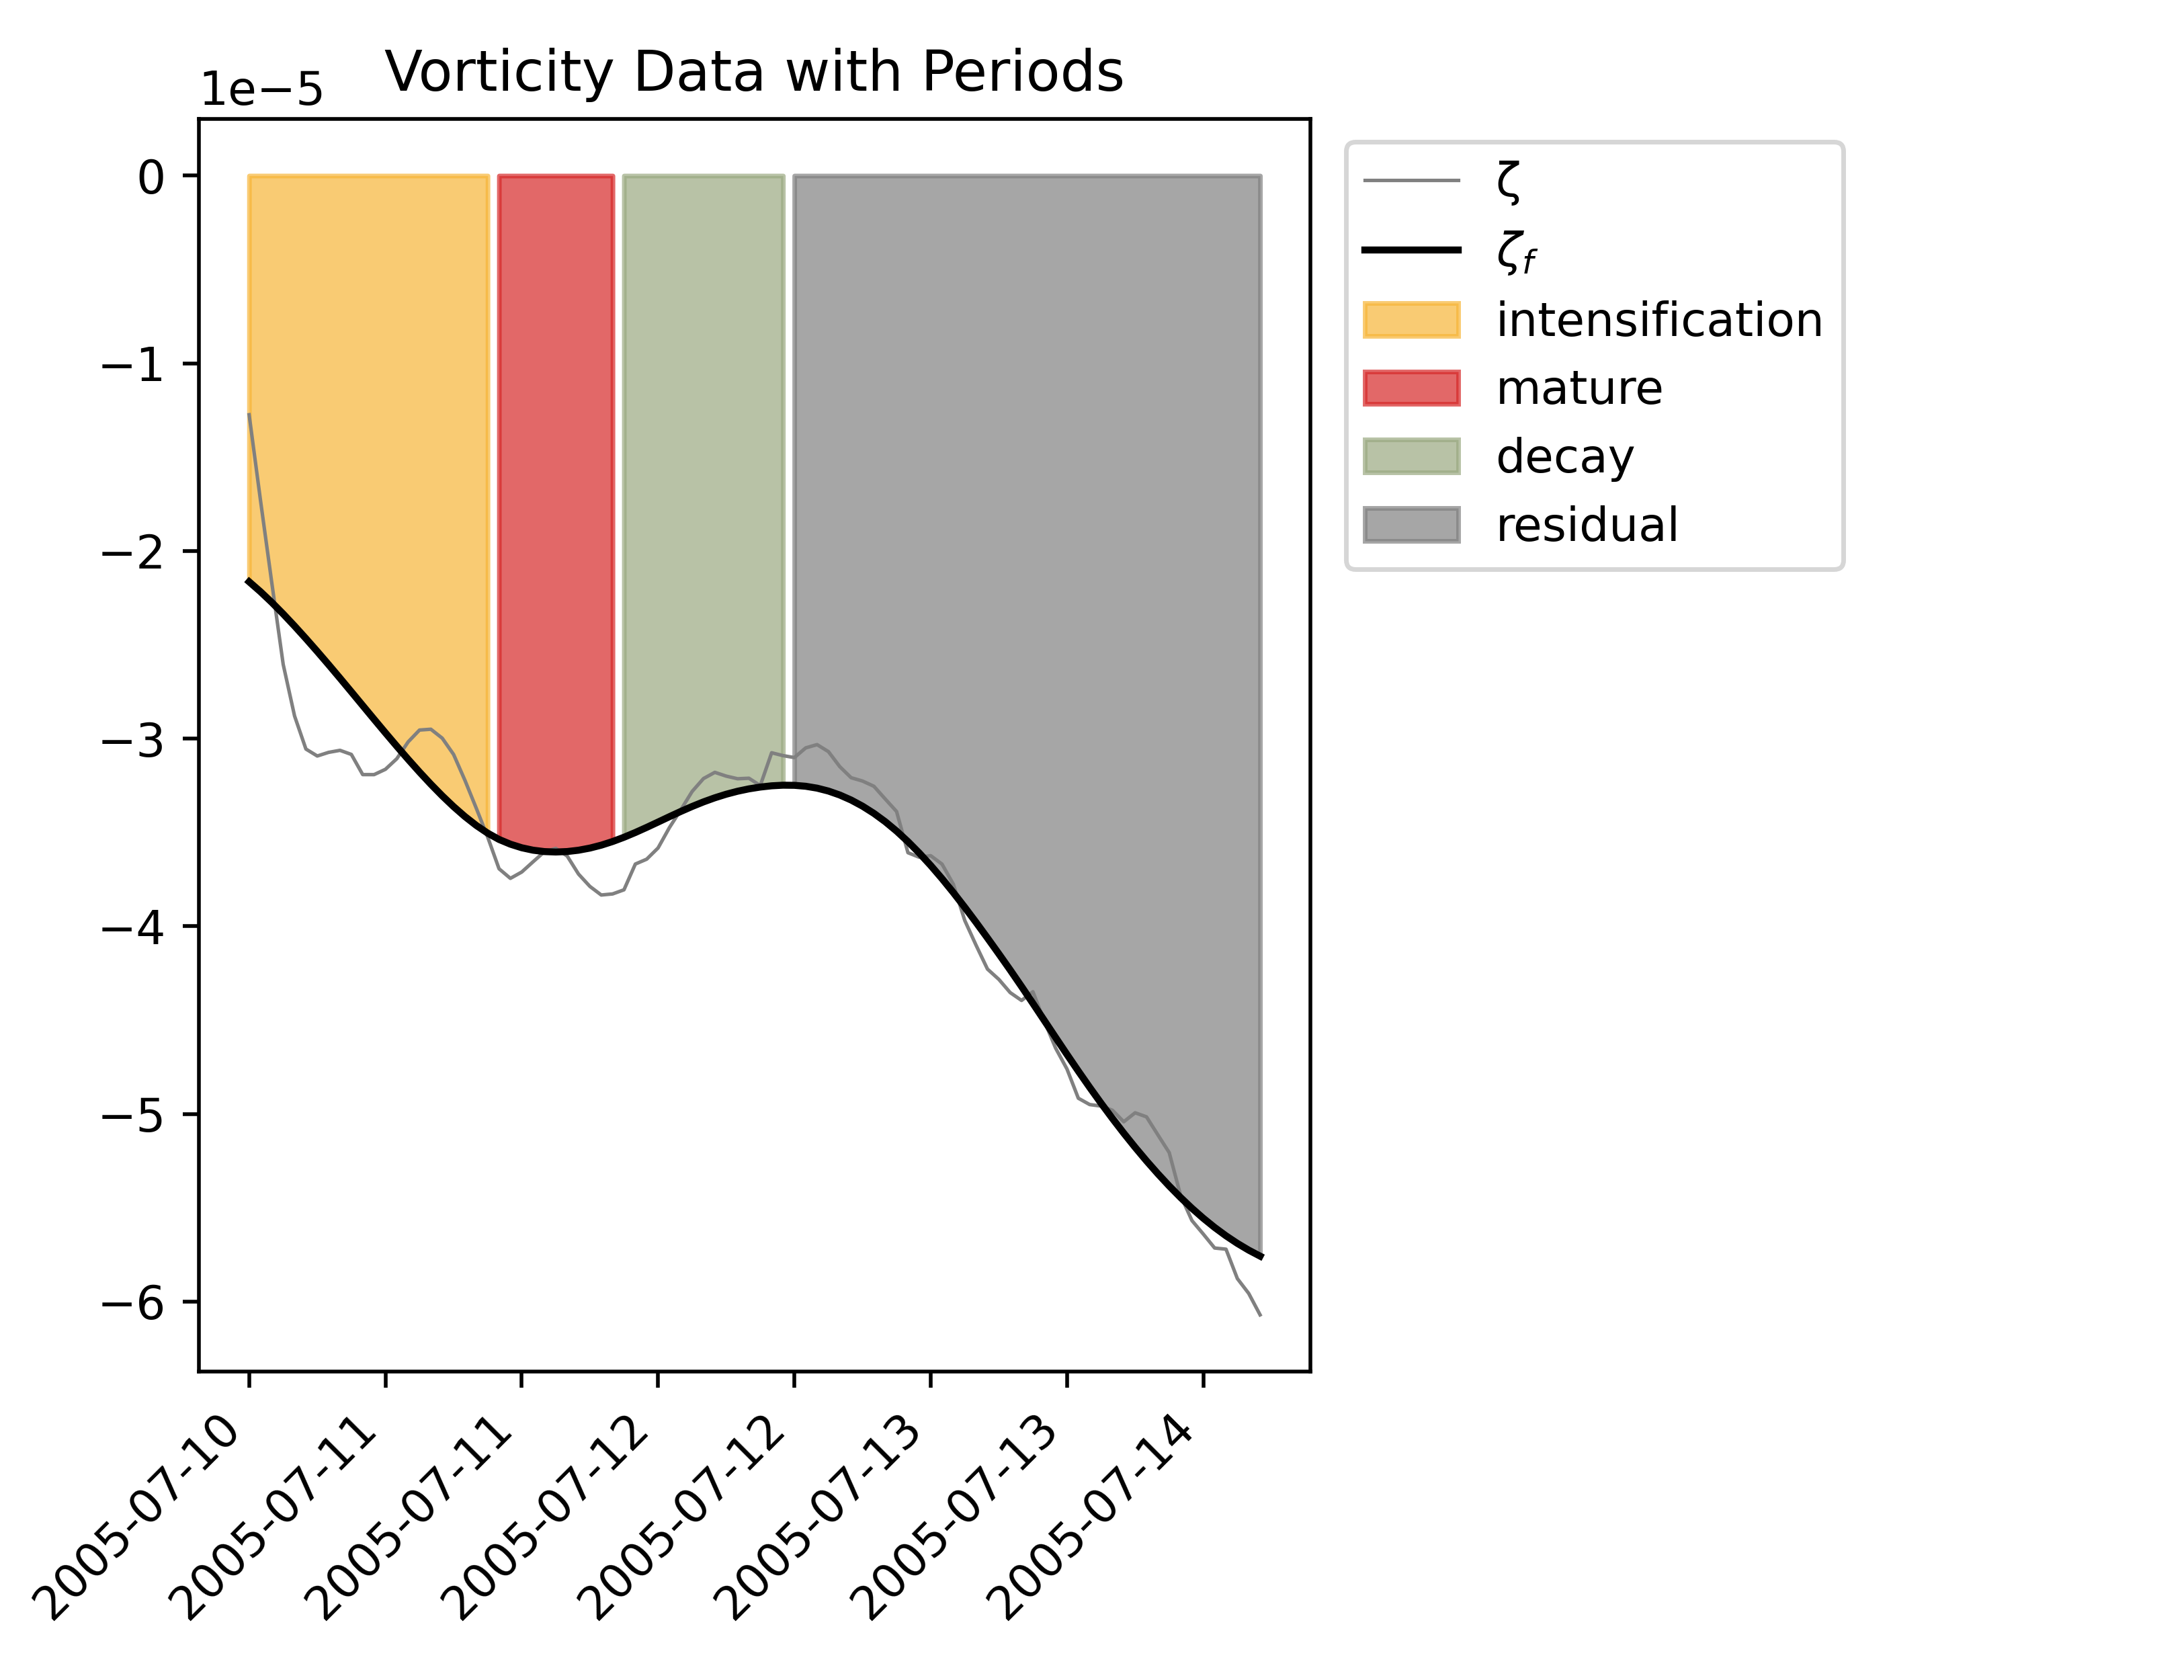 Vorticity Data with Periods
1e−5
0
−1
−2
−3
−4
−5
−6
2005-07-10
2005-07-11
2005-07-11
2005-07-12
2005-07-12
2005-07-13
2005-07-13
2005-07-14
ζ
ζf
intensification
mature
decay
residual